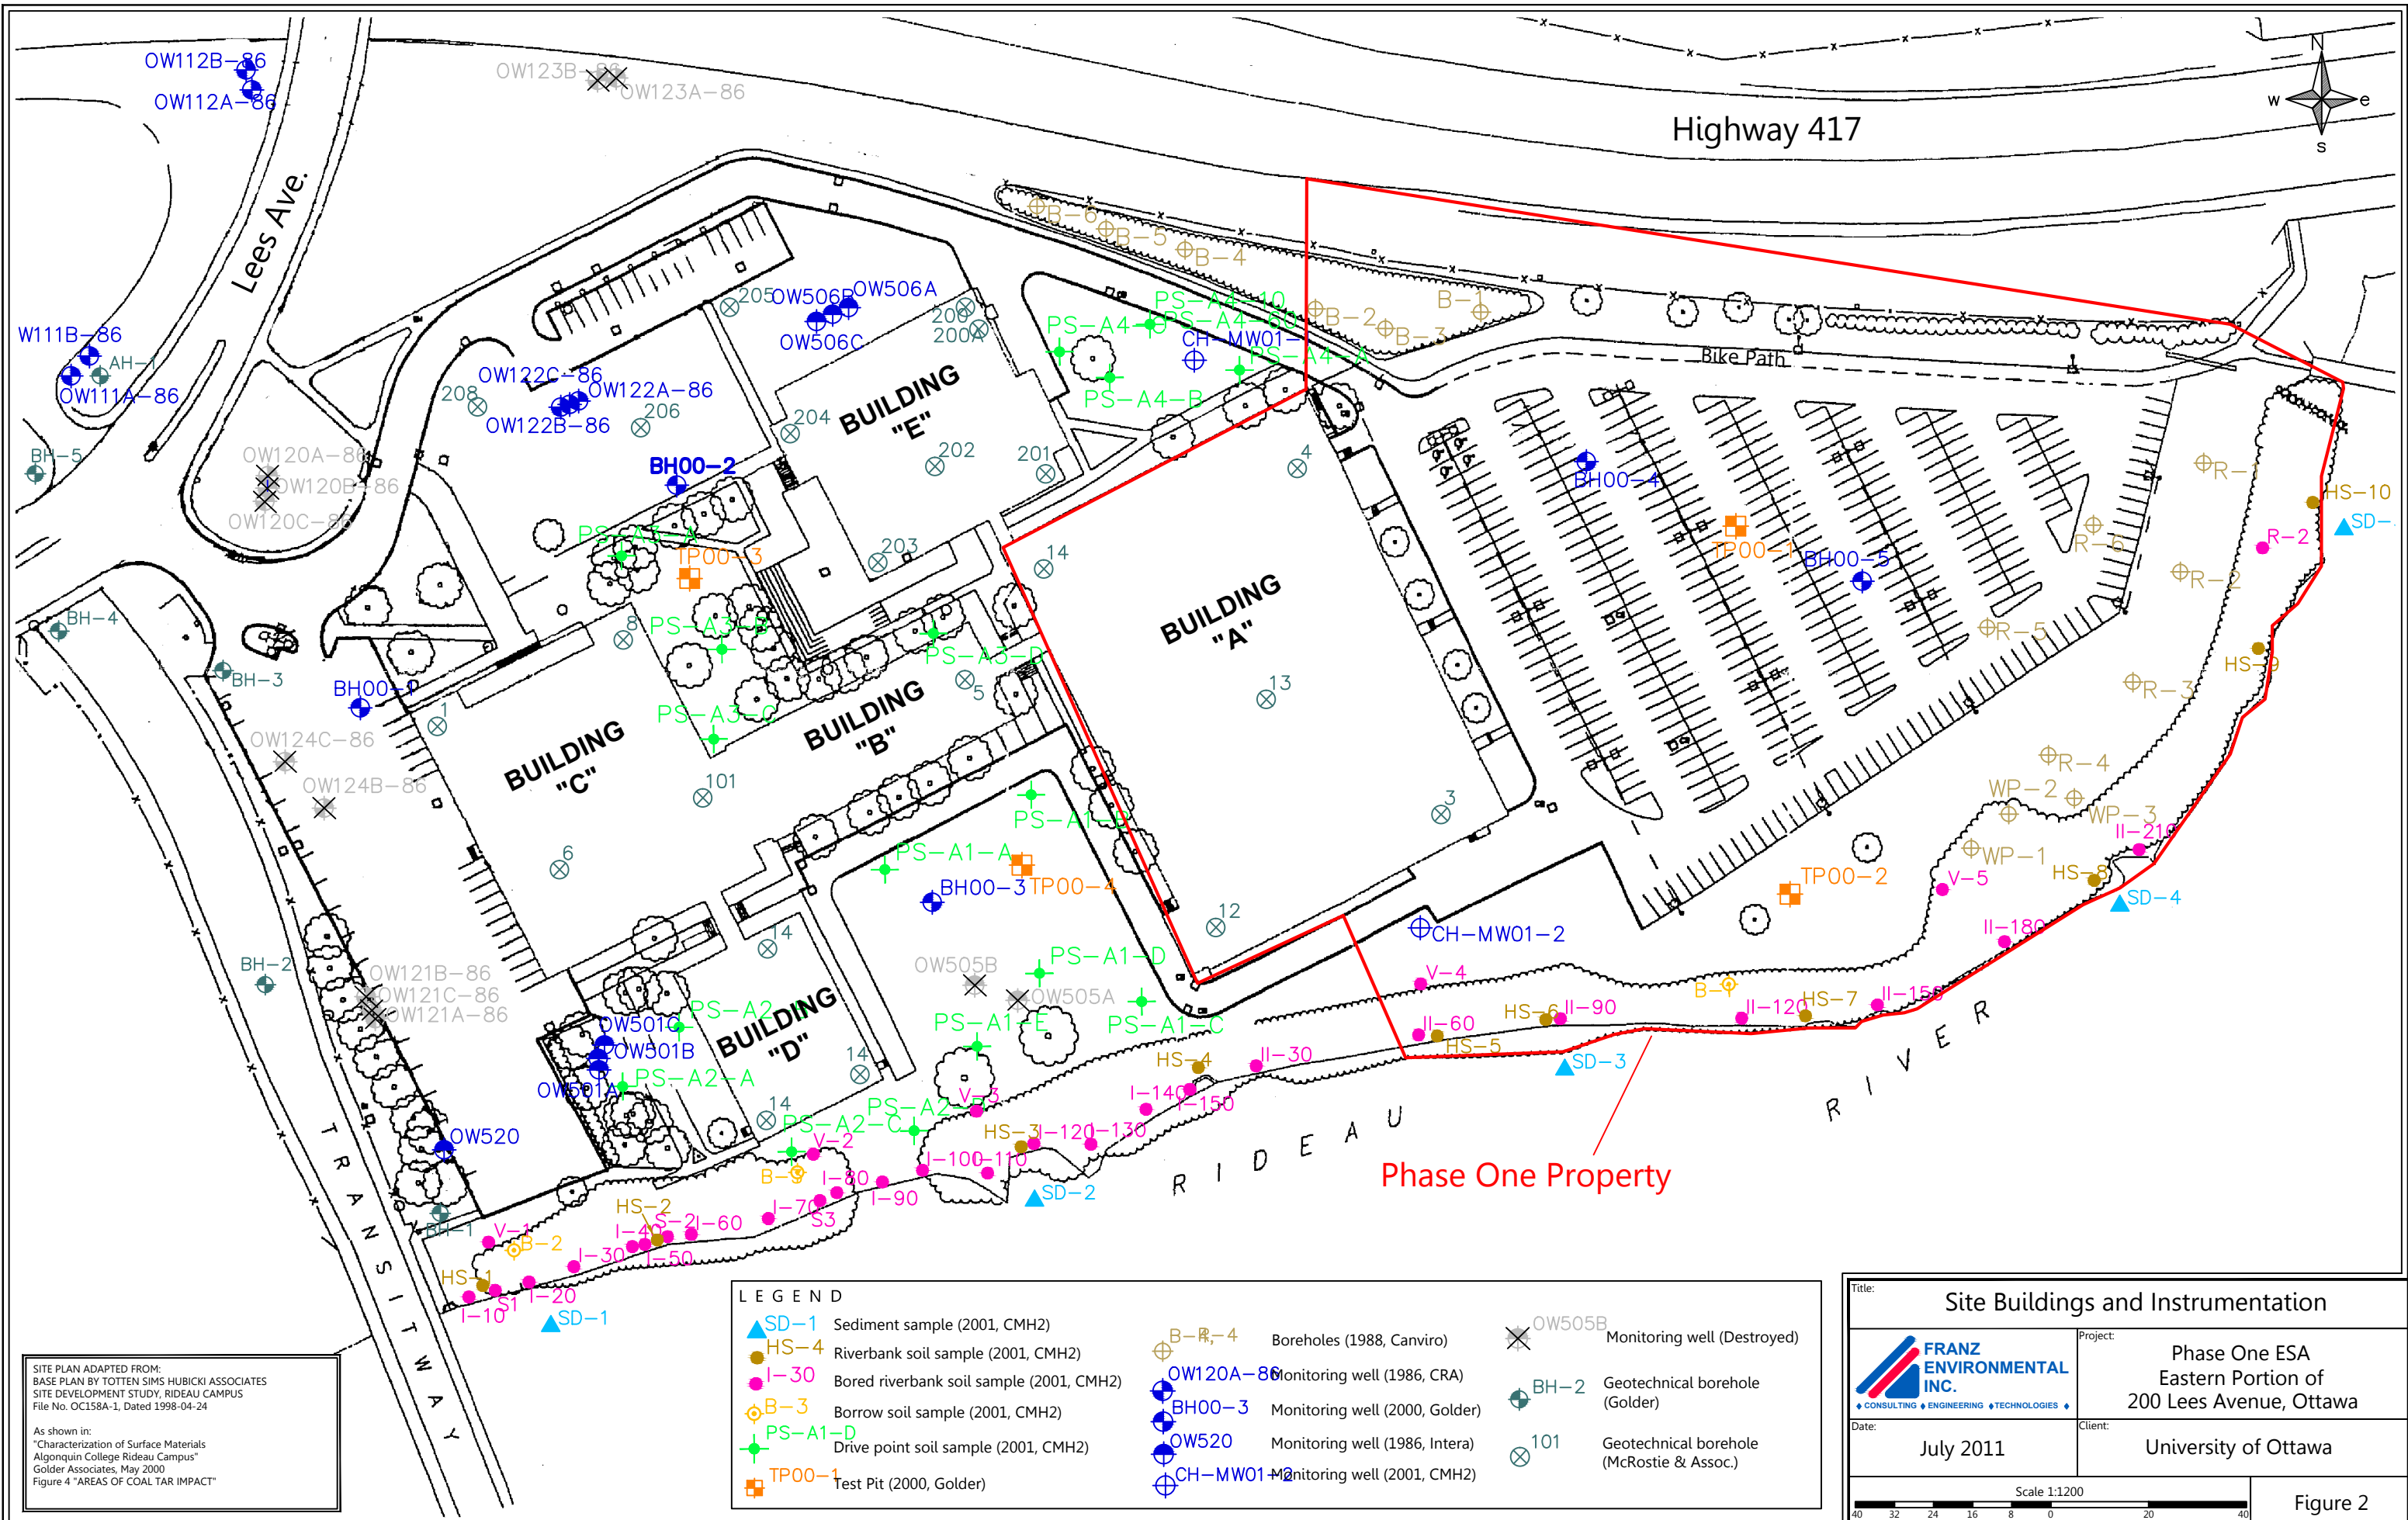 OW112B-86
OW112A-86
OW123B-86
OW123A-86
Highway 417
N
W
e
s
Lees Ave.
B-6
B-5
B-4
B-2
B-3
B-1
205
OW506B
OW506A
OW506C
200A
PS-A4-10
PS-A4-60
CH-MW01-
PS-A4-A
PS-A4-B
Bike Path
W111B-86
AH-1
OW111A-86
OW122C-86
OW122A-86
OW122B-86
208
206
204
BUILDING
"E"
202
201
4
BH-5
OW120A-86
OW120B-86
OW120C-86
BH00-2
BH00-4
R-1
HS-10
SD-
R-2
PS-A3-A
TP00-3
203
14
TP00-1
BH00-5
R-6
R-2
BUILDING
"A"
BH-4
8
PS-A3-B
PS-A3-D
R-5
HS-9
BH-3
BH00-1
1
5
13
R-3
PS-A3-C
BUILDING
"B"
BUILDING
"C"
OW124C-86
OW124B-86
101
R-4
WP-2
WP-3
3
PS-A1-B
II-210
6
PS-A1-A
TP00-4
BH00-3
WP-1
TP00-2
HS-8
V-5
SD-4
12
CH-MW01-2
II-180
14
BH-2
OW121B-86
OW121C-86
OW121A-86
OW505B
OW505A
PS-A1-D
V-4
PS-A1-C
PS-A1-E
BUILDING
"D"
OW501C
OW501B
OW501A
PS-A2-A
14
14
II-60
HS-5
HS-6
II-90
II-120
HS-7
II-150
HS-4
II-30
SD-3
RIDEAU RIVER
I-140
I-150
V-3
PS-A2-C
V-2
HS-3
I-120
I-130
OW520
I-100
I-110
I-80
I-90
I-70
S3
SD-2
Phase One Property
BH-1
V-1
B-2
HS-2
I-40
S-2
I-60
I-50
I-30
HS-1
S1
I-20
I-10
SD-1
TRANSITWAY
LEGEND
SD-1 Sediment sample (2001, CMH2)
HS-4 Riverbank soil sample (2001, CMH2)
I-30 Bored riverbank soil sample (2001, CMH2)
B-3 Borrow soil sample (2001, CMH2)
PS-A1-D Drive point soil sample (2001, CMH2)
TP00-1 Test Pit (2000, Golder)
R-4 Boreholes (1988, Canviro)
OW120A-86 Monitoring well (1986, CRA)
BH00-3 Monitoring well (2000, Golder)
OW520 Monitoring well (1986, Intera)
CH-MW01-2 Monitoring well (2001, CMH2)
OW505B Monitoring well (Destroyed)
BH-2 Geotechnical borehole
(Golder)
101 Geotechnical borehole
(McRostie & Assoc.)
SITE PLAN ADAPTED FROM:
BASE PLAN BY TOTTEN SIMS HUBICKI ASSOCIATES
SITE DEVELOPMENT STUDY, RIDEAU CAMPUS
File No. OC158A-1, Dated 1998-04-24
As shown in:
"Characterization of Surface Materials
Algonquin College Rideau Campus"
Golder Associates, May 2000
Figure 4 "AREAS OF COAL TAR IMPACT"
Title:
Site Buildings and Instrumentation
FRANZ
ENVIRONMENTAL
INC.
CONSULTING ENGINEERING TECHNOLOGIES
Project:
Phase One ESA
Eastern Portion of
200 Lees Avenue, Ottawa
Date:
July 2011
Client:
University of Ottawa
Scale 1:1200
40 32 24 16 8 0 20 40
Figure 2